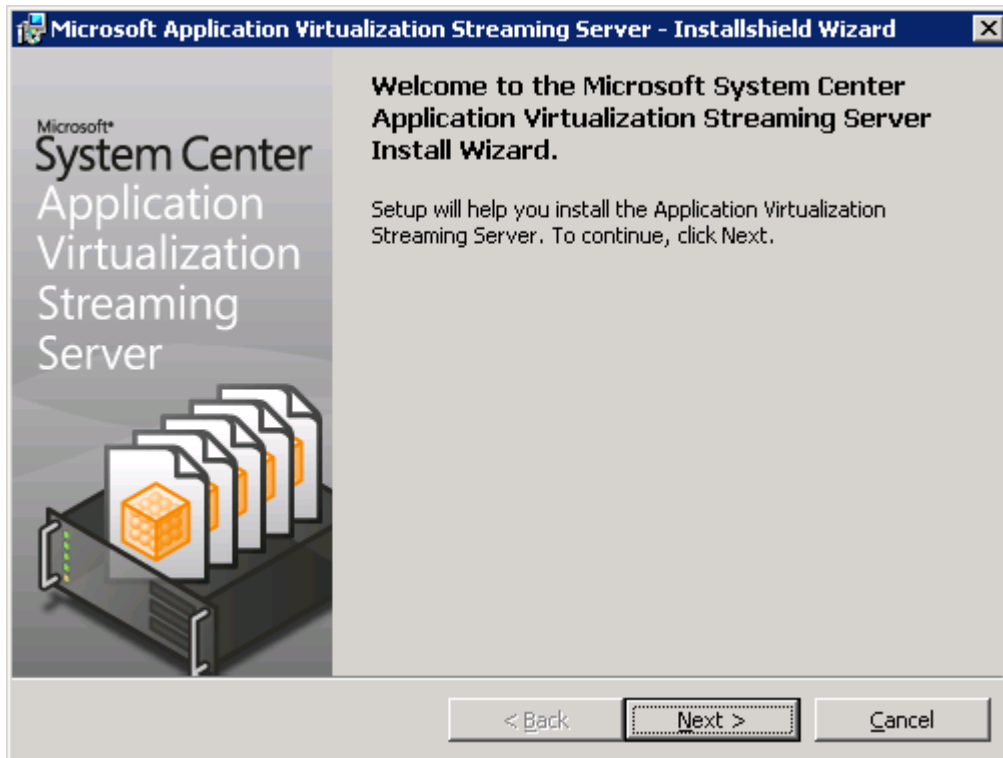 Microsoft Application Virtualization Streaming Server - Installshield Wizard
Microsoft®
System Center
Application
Virtualization
Streaming
Server
Welcome to the Microsoft System Center
Application Virtualization Streaming Server
Install Wizard.
Setup will help you install the Application Virtualization
Streaming Server. To continue, click Next.
< Back
Next >
Cancel